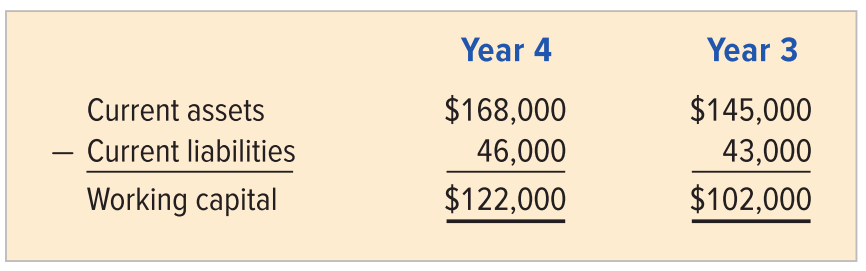 Year 4 Year 3
Current assets $168,000 $145,000
— Current liabilities 46,000 43,000
Working capital $122,000 $102,000